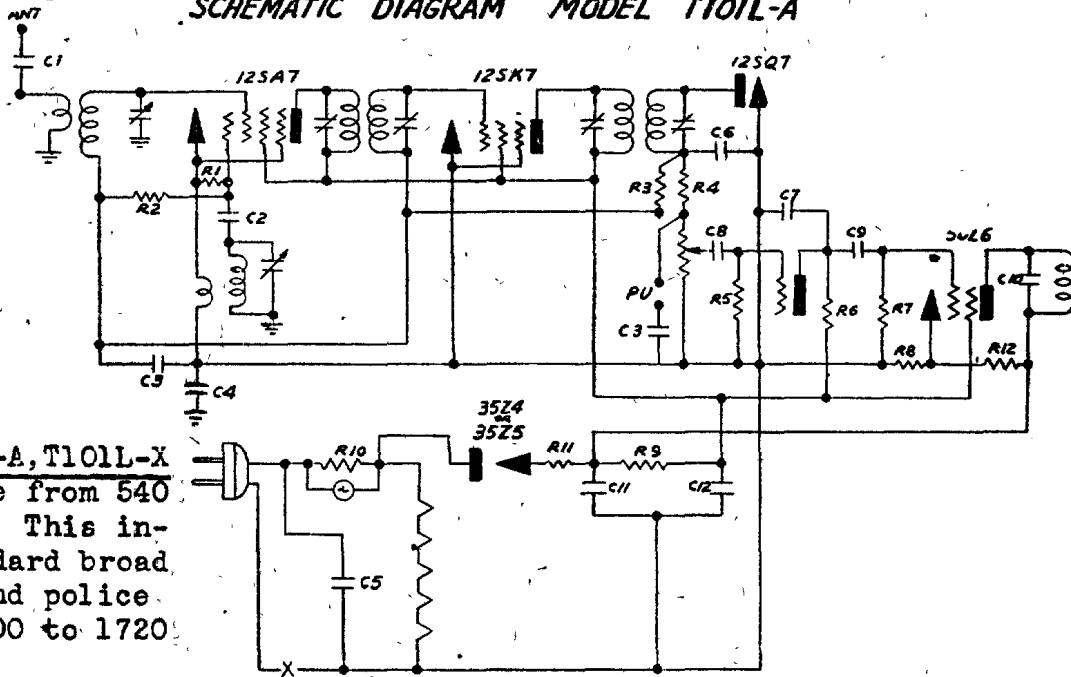 SCHEMATIC DIAGRAM MODEL T101L-A
ANT
C1
12SA7
12SK7
12SQ7
C6
R1
R2
C2
R3
R4
C7
C8
C9
C10
PU
R5
R6
R7
C3
R8
R12
C3
C4
35Z4
OR
35Z5
R10
R11
R9
C11
C12
C5
X
-A, T101L-X
e from 540
This in-
dard broad
nd police
00 to 1720